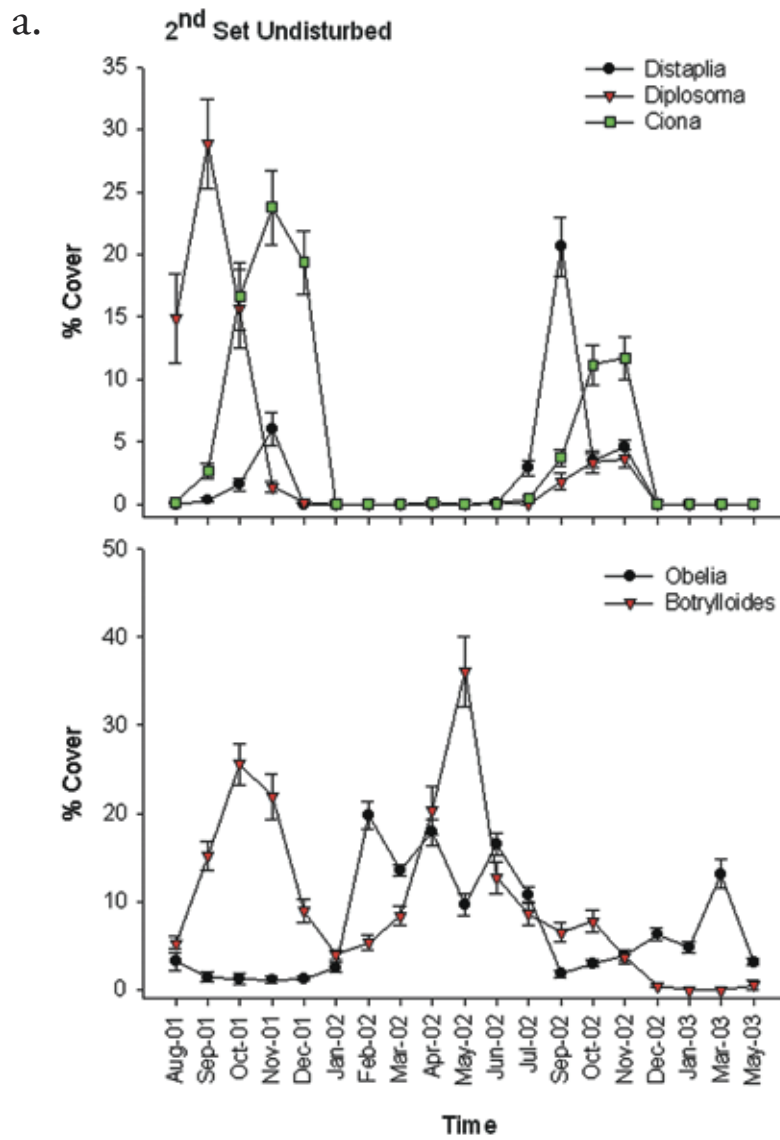 a.
2nd Set Undisturbed
35
30
25
20
15
10
5
0
% Cover
Distaplia
Diplosoma
Ciona
50
40
30
20
10
0
% Cover
Obelia
Botrylloides
Aug-01
Sep-01
Oct-01
Nov-01
Dec-01
Jan-02
Feb-02
Mar-02
Apr-02
May-02
Jun-02
Jul-02
Sep-02
Oct-02
Nov-02
Dec-02
Jan-03
Mar-03
May-03
Time